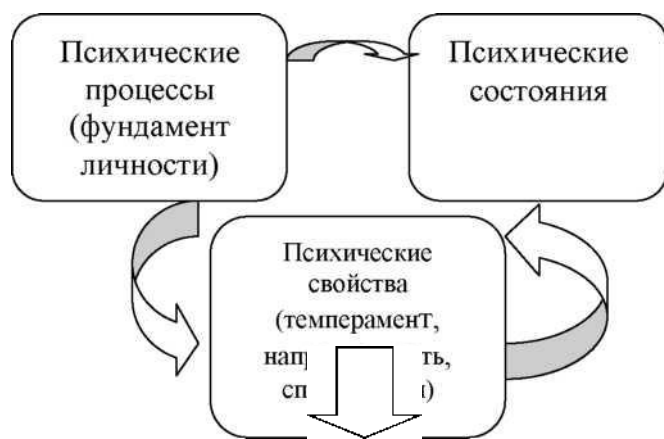 Психические
процессы
(фундамент
личности)
Психические
состояния
Психические
свойства
(темперамент,